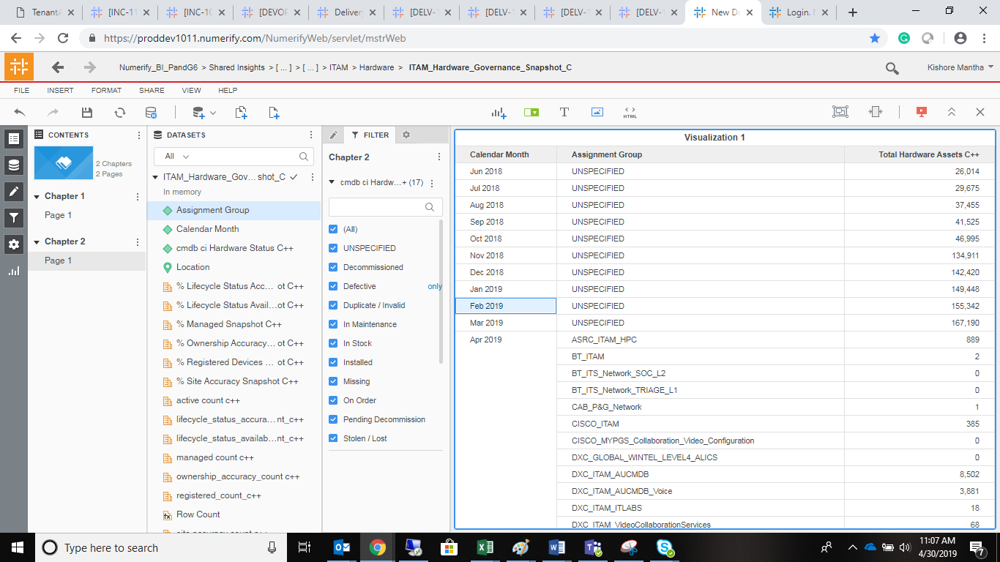 TenantA
[INC-11
[INC-10
[DEVOP
Delivery
[DELV-1
[DELV-1
[DELV-1
[DELV-1
New Do
Login. M
https://proddev1011.numerify.com/NumerifyWeb/servlet/mstrWeb
Numerify_BI_PandG6 > Shared Insights > [ ... ] > [ ... ] > ITAM > Hardware > ITAM_Hardware_Governance_Snapshot_C
Kishore Mantha
FILE INSERT FORMAT SHARE VIEW HELP
T
< >
HTML
CONTENTS
2 Chapters
2 Pages
Chapter 1
Page 1
Chapter 2
Page 1
DATASETS
All
ITAM_Hardware_Gov... shot_C
In memory
Assignment Group
Calendar Month
cmdb ci Hardware Status C++
Location
% Lifecycle Status Acc... ot C++
% Lifecycle Status Avail...ot C++
% Managed Snapshot C++
% Ownership Accuracy... ot C++
% Registered Devices ... ot C++
% Site Accuracy Snapshot C++
active count c++
lifecycle_status_accura... nt_c++
lifecycle_status_availab...nt_c++
managed count c++
ownership_accuracy_count c++
registered_count_c++
fx Row Count
FILTER
Chapter 2
cmdb ci Hardw... + (17)
(All)
UNSPECIFIED
Decommissioned
Defective only
Duplicate / Invalid
In Maintenance
In Stock
Installed
Missing
On Order
Pending Decommission
Stolen / Lost
Visualization 1
Calendar Month Assignment Group Total Hardware Assets C++
Jun 2018 UNSPECIFIED 26,014
Jul 2018 UNSPECIFIED 29,675
Aug 2018 UNSPECIFIED 37,455
Sep 2018 UNSPECIFIED 41,525
Oct 2018 UNSPECIFIED 46,995
Nov 2018 UNSPECIFIED 134,911
Dec 2018 UNSPECIFIED 142,420
Jan 2019 UNSPECIFIED 149,448
Feb 2019 UNSPECIFIED 155,342
Mar 2019 UNSPECIFIED 167,190
Apr 2019 ASRC_ITAM_HPC 889
BT_ITAM 2
BT_ITS_Network_SOC_L2 0
BT_ITS_Network_TRIAGE_L1 0
CAB_P&G_Network 1
CISCO_ITAM 385
CISCO_MYPGS_Collaboration_Video_Configuration 0
DXC_GLOBAL_WINTEL_LEVEL4_ALICS 0
DXC_ITAM_AUCMDB 8,502
DXC_ITAM_AUCMDB_Voice 3,881
DXC_ITAM_ITLABS 18
DXC_ITAM_VideoCollaborationServices 68
Type here to search
11:07 AM
4/30/2019
7